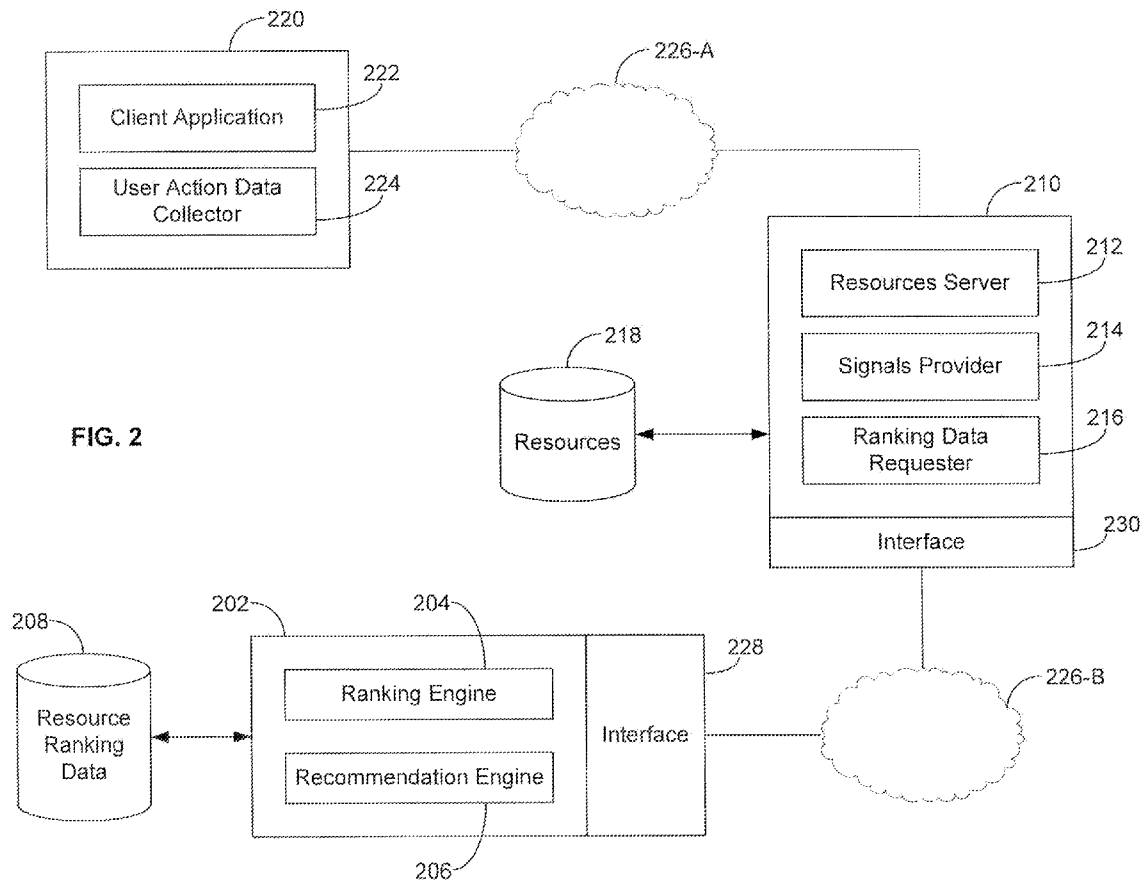 220
222
Client Application
User Action Data
Collector
224
226-A
210
212
Resources Server
214
Signals Provider
216
Ranking Data
Requester
218
Resources
FIG. 2
Interface
230
208
Resource
Ranking
Data
202
204
Ranking Engine
Recommendation Engine
206
228
Interface
226-B